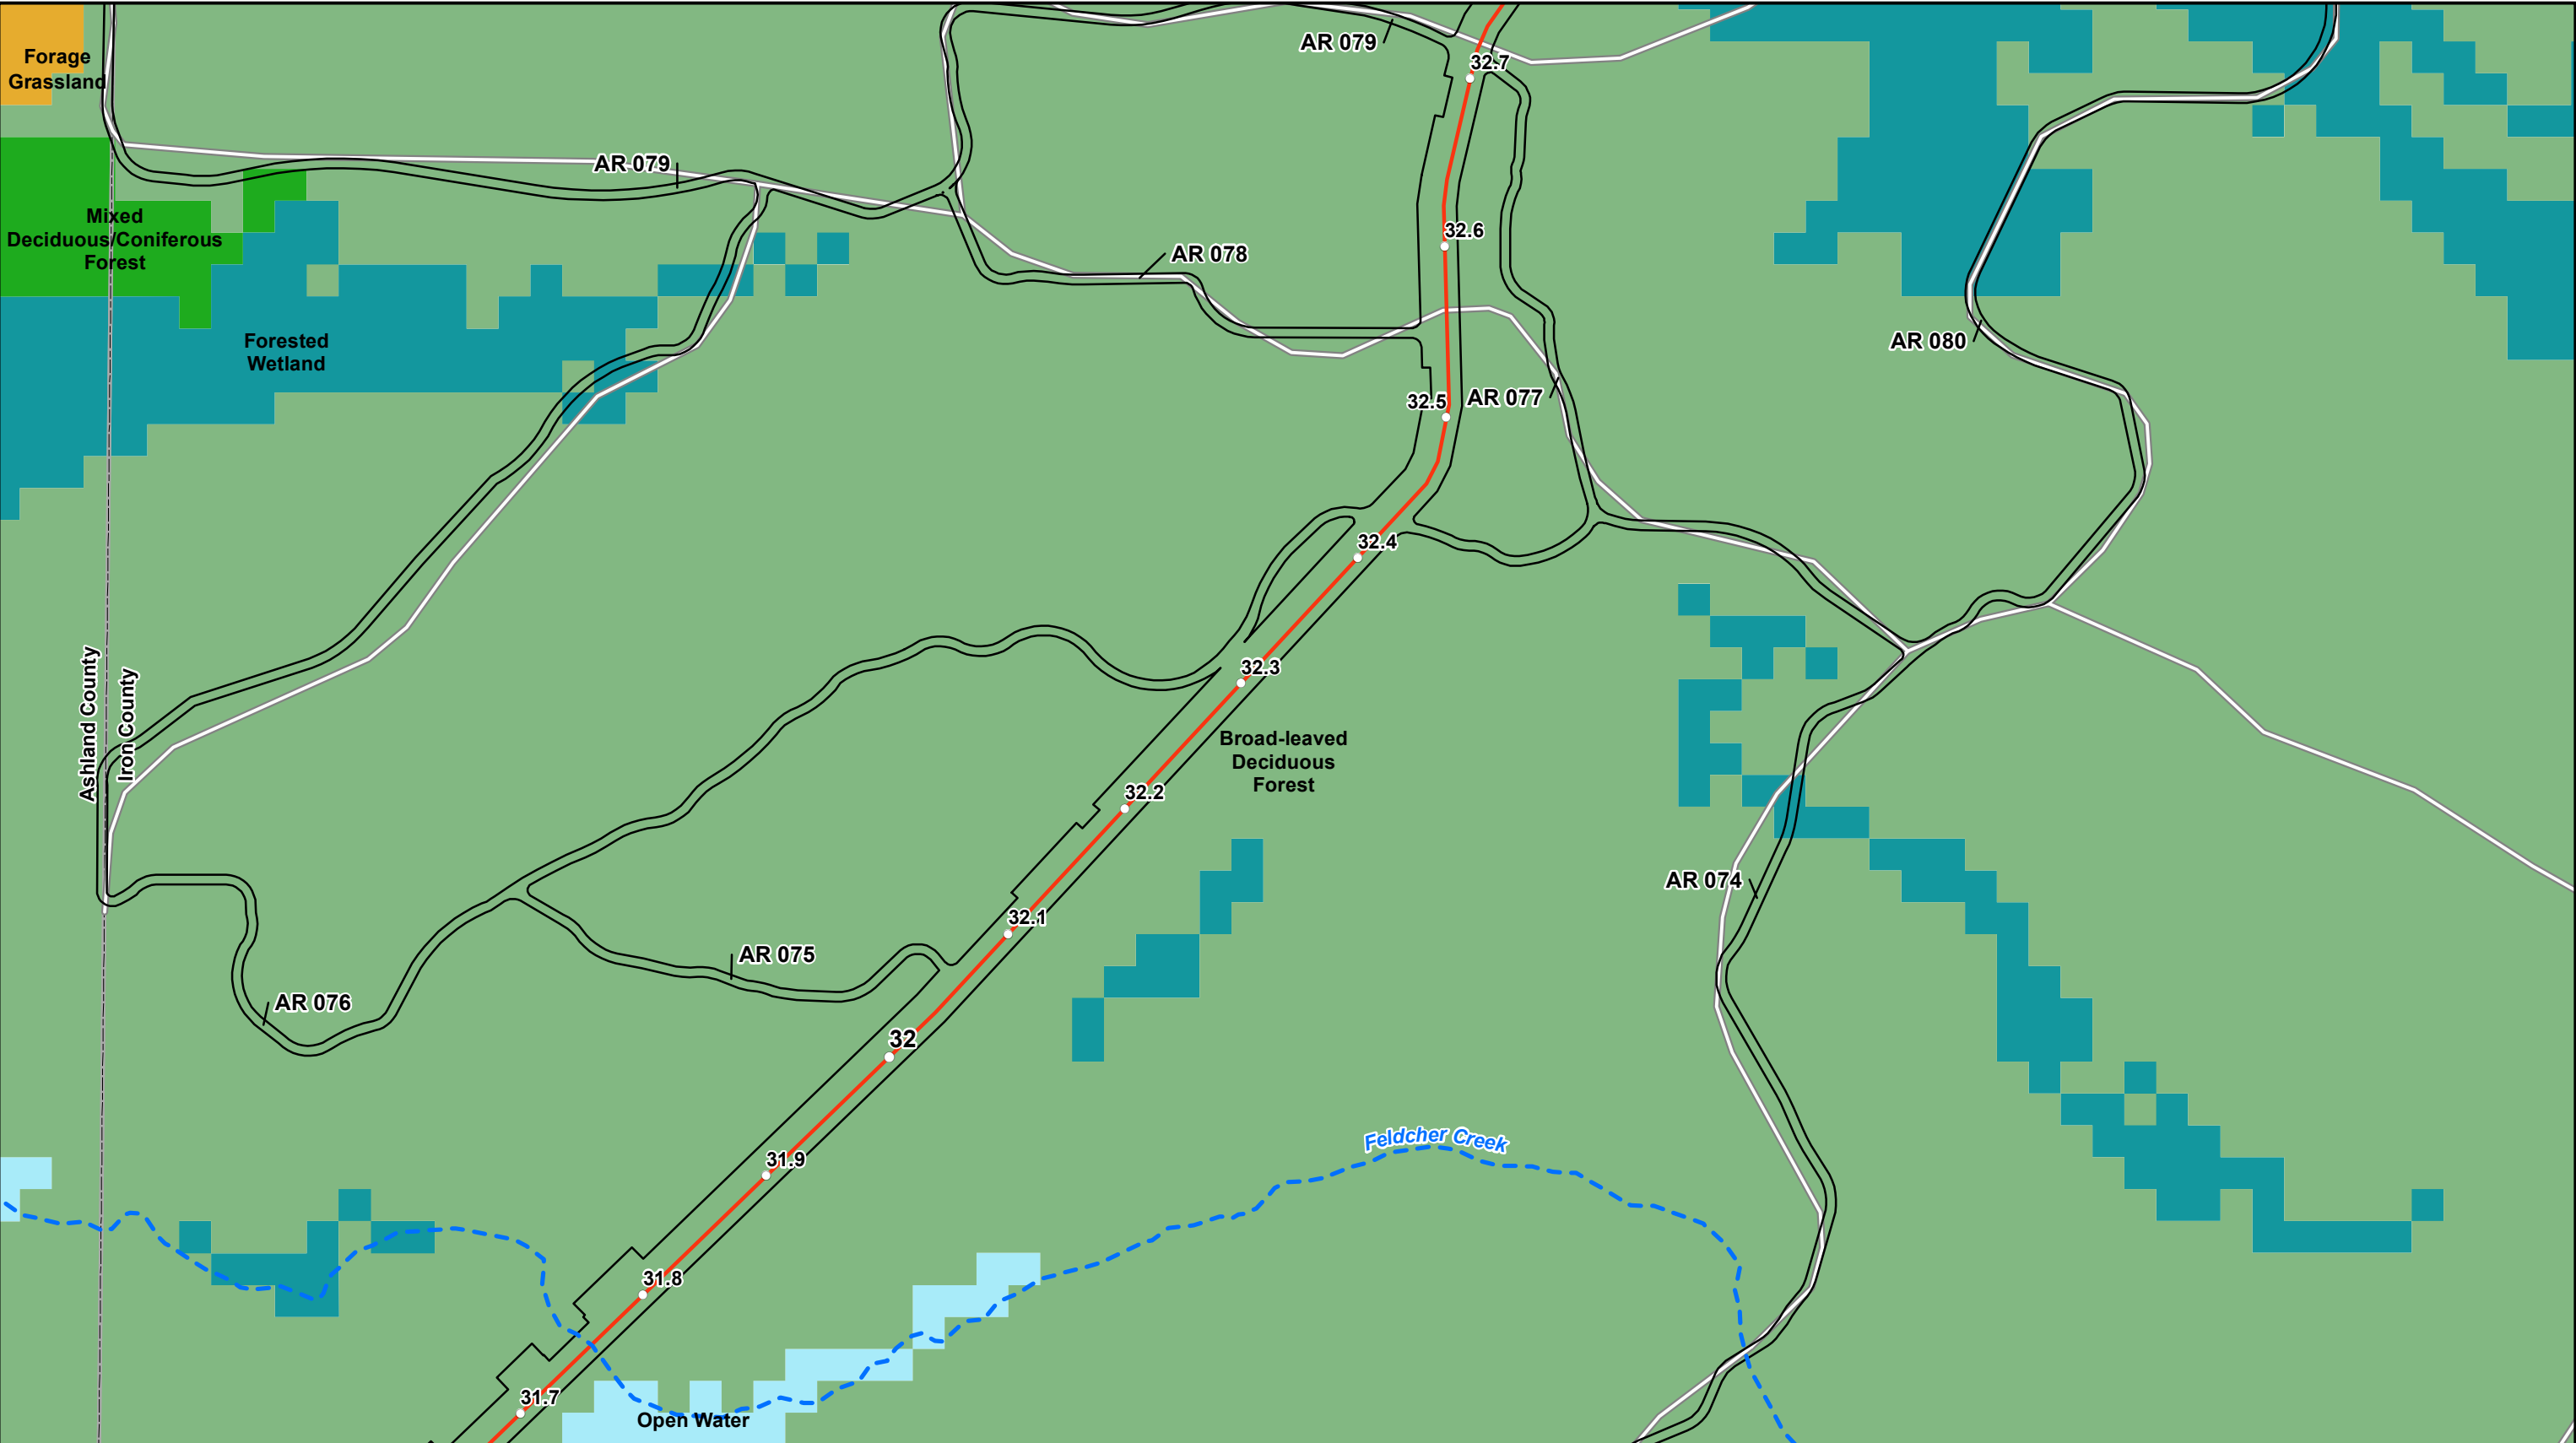 AR 079
Forage
Grassland
32.7
AR 079
Mixed
Deciduous/Coniferous
Forest
32.6
AR 078
Forested
Wetland
AR 080
32.5
AR 077
32.4
Ashland County
Iron County
32.3
Broad-leaved
Deciduous
Forest
32.2
AR 074
32.1
AR 075
AR 076
32
Feldcher Creek
31.9
31.8
31.7
Open Water